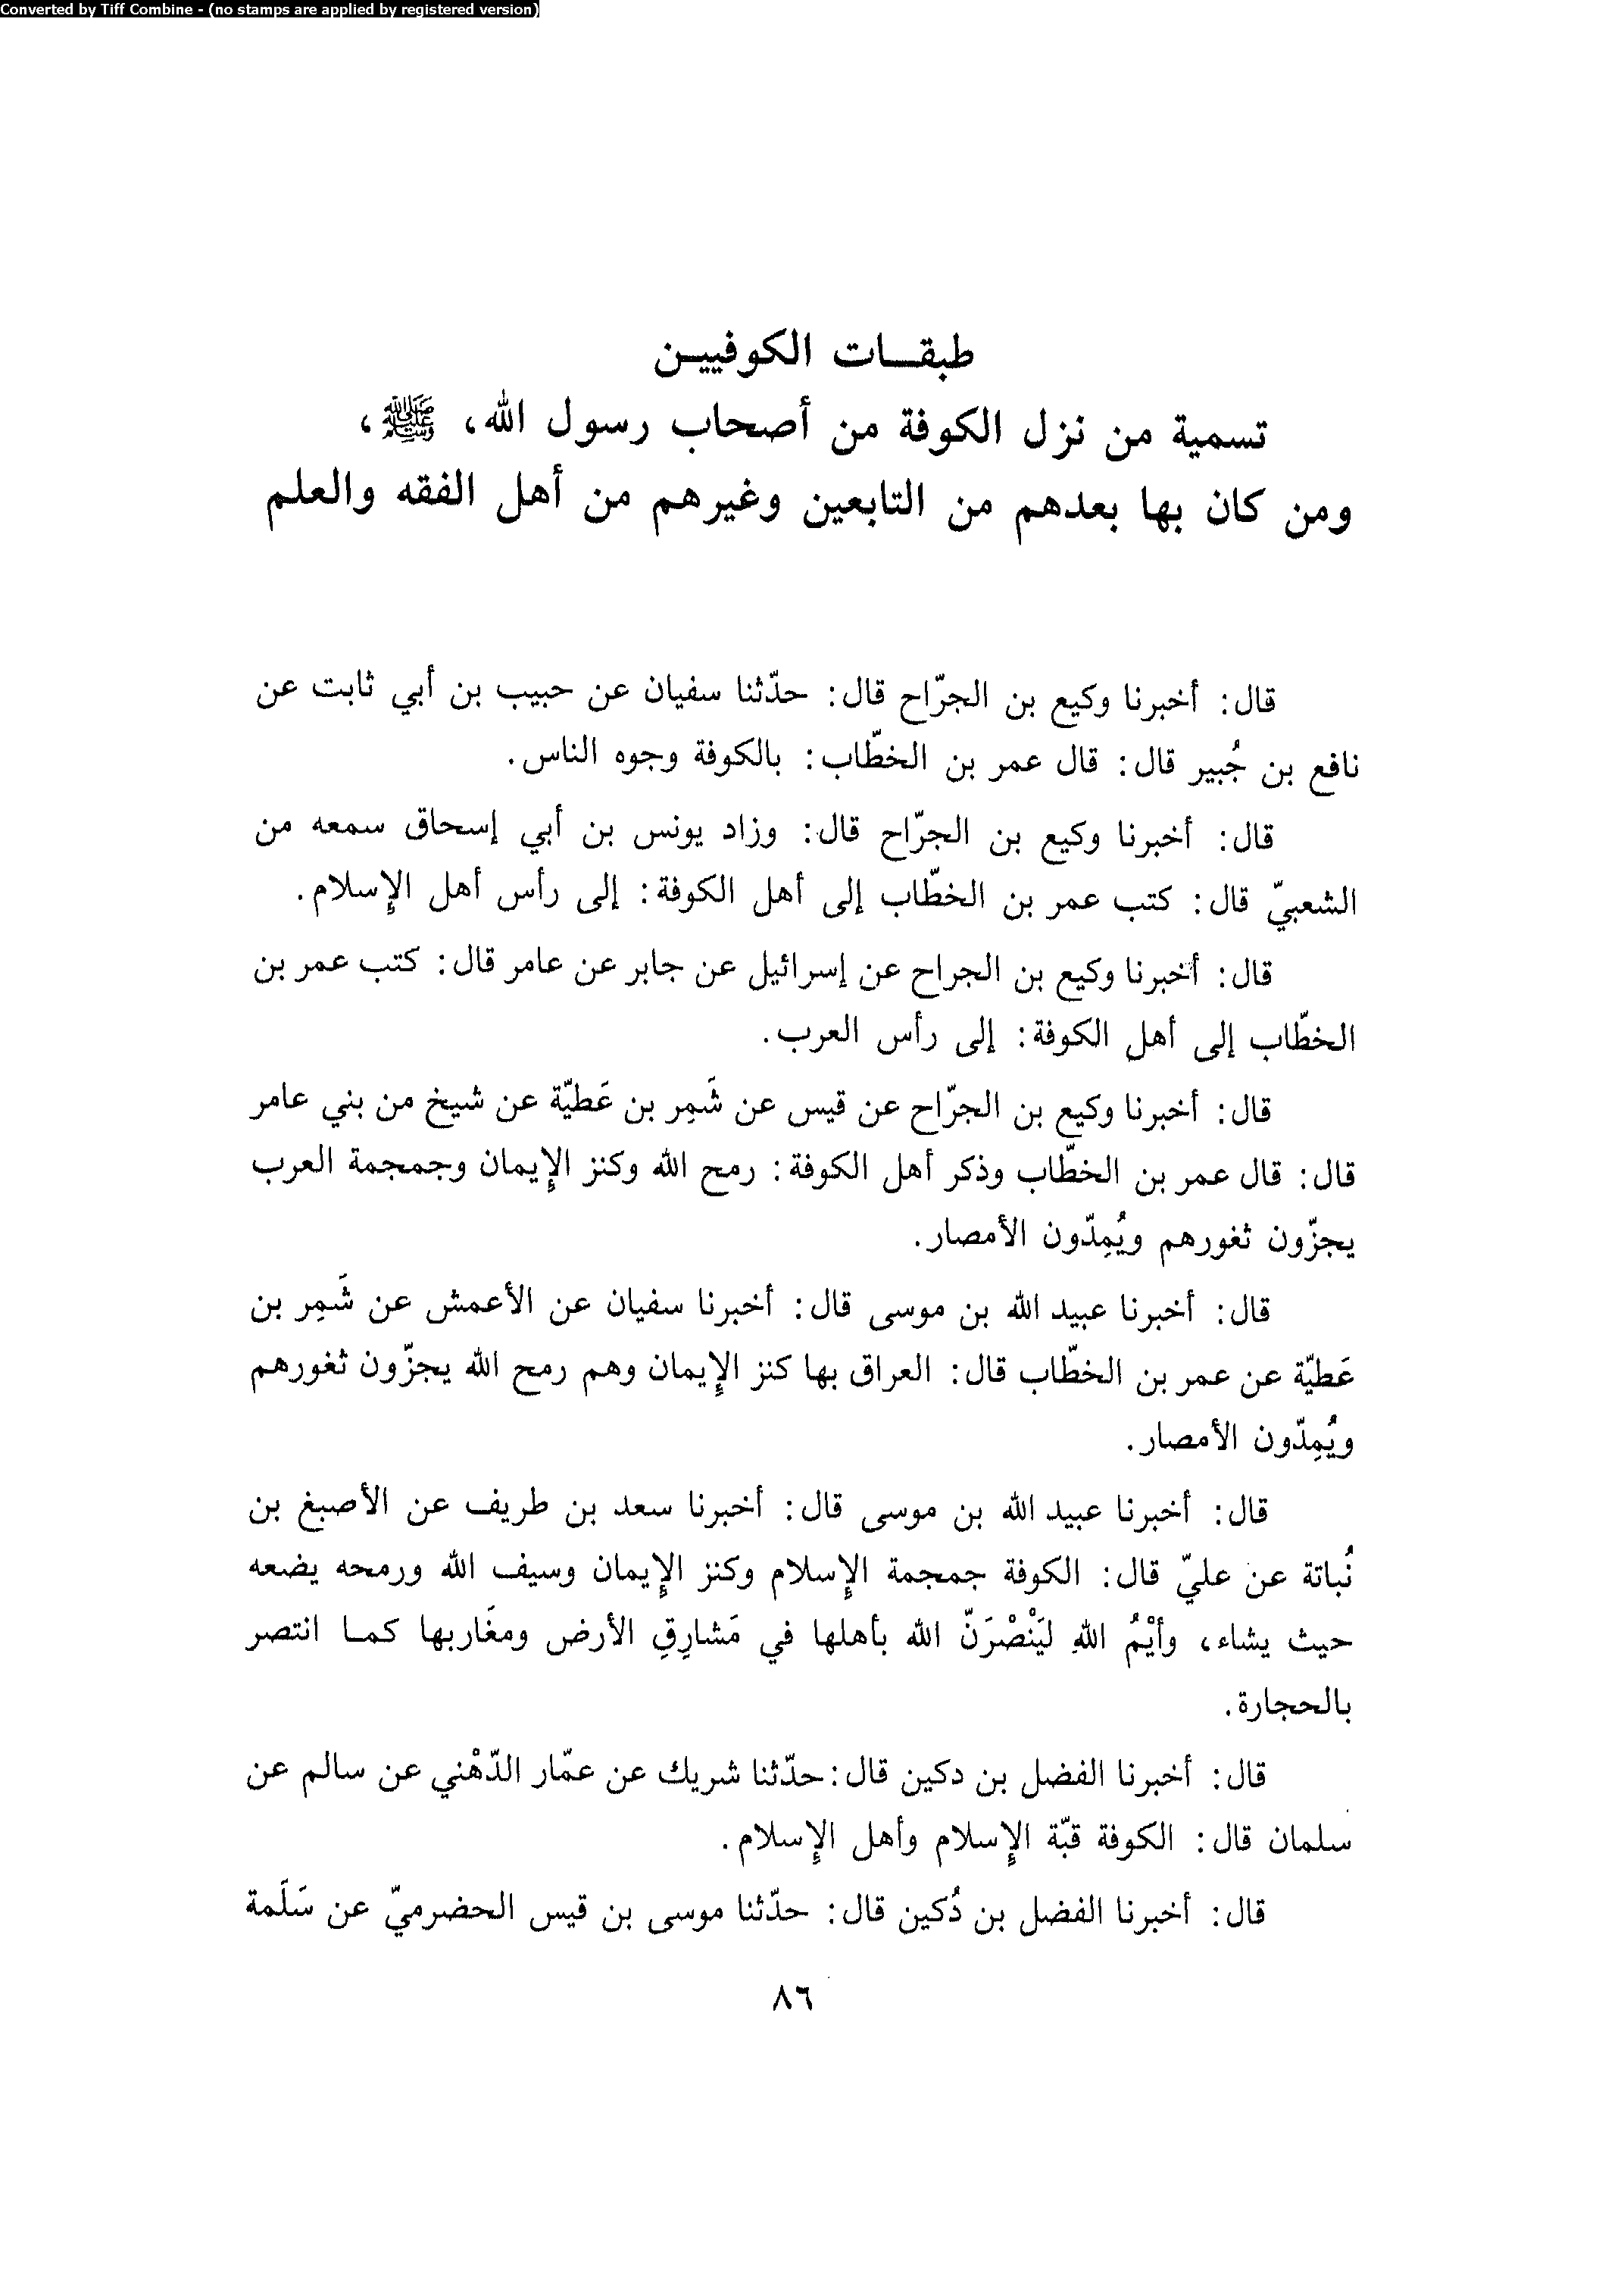 Converted by Tiff Combine - (no stamps are applied by registered version)
طبقـات الكوفييـن
تسمية من نزل الكوفة من أصحاب رسول الله، ﷺ،
ومن كان بها بعدهم من التابعين وغيرهم من أهل الفقه والعلم
قال: أخبرنا وكيع بن الجرّاح قال: حدّثنا سفيان عن حبيب بن أبي ثابت عن
نافع بن جُبير قال: قال عمر بن الخطّاب: بالكوفة وجوه الناس.
قال: أخبرنا وكيع بن الجرّاح قال: وزاد يونس بن أبي إسحاق سمعه من
الشعبيّ قال: كتب عمر بن الخطّاب إلى أهل الكوفة: إلى رأس أهل الإسلام.
قال: أخبرنا وكيع بن الجراح عن إسرائيل عن جابر عن عامر قال: كتب عمر بن
الخطّاب إلى أهل الكوفة: إلى رأس العرب.
قال: أخبرنا وكيع بن الجرّاح عن قيس عن شَمِر بن عَطيّة عن شيخ من بني عامر
قال: قال عمر بن الخطّاب وذكر أهل الكوفة: رمح الله وكنز الإيمان وجمجمة العرب
يجزّون ثغورهم ويُمِدّون الأمصار.
قال: أخبرنا عبيد الله بن موسى قال: أخبرنا سفيان عن الأعمش عن شَمِر بن
عَطيّة عن عمر بن الخطّاب قال: العراق بها كنز الإيمان وهم رمح الله يجزّون ثغورهم
ويُمِدّون الأمصار.
قال: أخبرنا عبيد الله بن موسى قال: أخبرنا سعد بن طريف عن الأصبغ بن
نُباتة عن عليّ قال: الكوفة جمجمة الإسلام وكنز الإيمان وسيف الله ورمحه يضعه
حيث يشاء، وأيْمُ اللهِ لَيَنْصُرَنّ الله بأهلها في مَشارِقِ الأرض ومغَاربها كمـا انتصر
بالحجارة.
قال: أخبرنا الفضل بن دكين قال: حدّثنا شريك عن عمّار الدّهْني عن سالم عن
سلمان قال: الكوفة قبّة الإسلام وأهل الإسلام.
قال: أخبرنا الفضل بن دُكين قال: حدّثنا موسى بن قيس الحضرميّ عن سَلَمة
٨٦